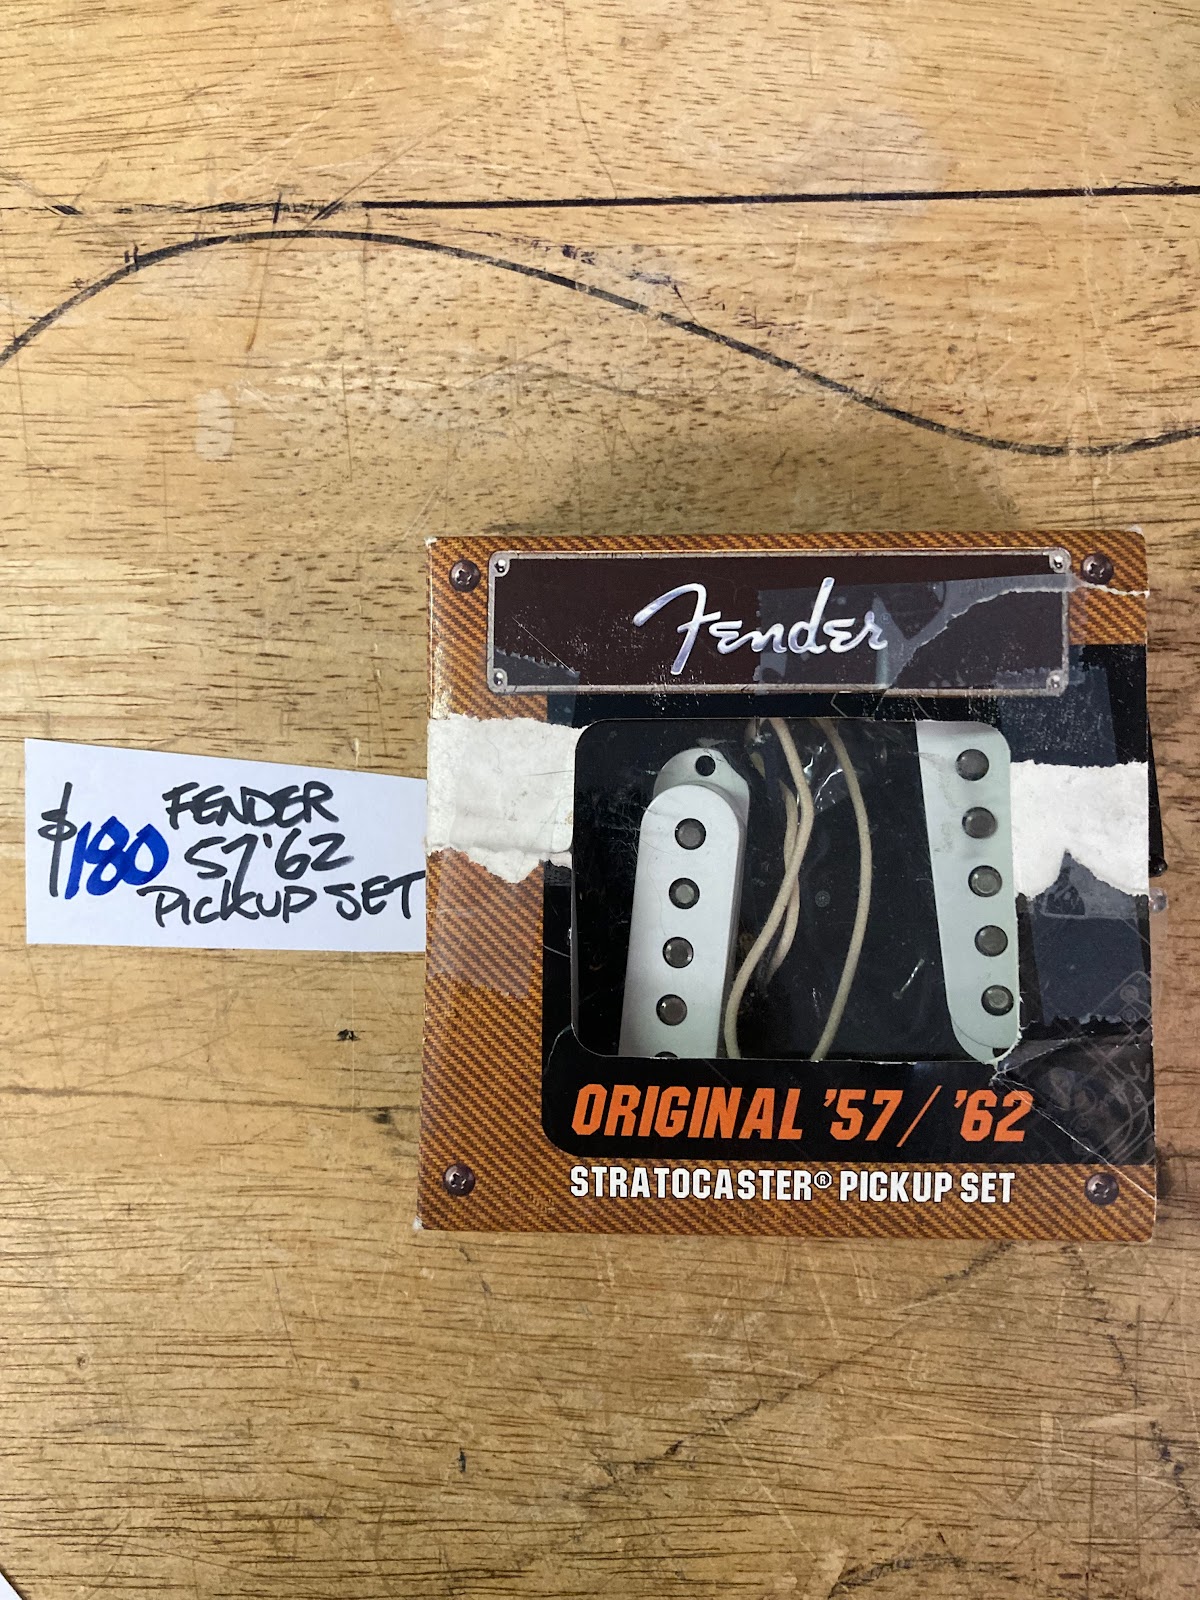 $180
FENDER
57'62
PICKUP SET
Fender
ORIGINAL '57/ '62
STRATOCASTER® PICKUP SET